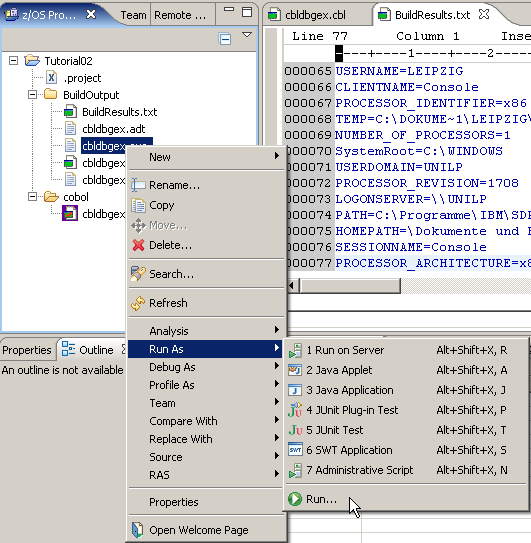 z/OS Pro...
Team
Remote ...
cbldbgex.cbl
BuildResults.txt
Line 77 Column 1 Inse
----+----1----+----2----
Tutorial02
.project
BuildOutput
BuildResults.txt
cbldbgex.adt
cbldbgex
cbldbgex
cobol
cbldbgex
000065 USERNAME=LEIPZIG
000066 CLIENTNAME=Console
000067 PROCESSOR_IDENTIFIER=x86
000068 TEMP=C:\DOKUME~1\LEIPZIG\
000069 NUMBER_OF_PROCESSORS=1
000070 SystemRoot=C:\WINDOWS
000071 USERDOMAIN=UNILP
000072 PROCESSOR_REVISION=1708
000073 LOGONSERVER=\\UNILP
000074 PATH=C:\Programme\IBM\SDP
000075 HOMEPATH=\Dokumente und E
000076 SESSIONNAME=Console
000077 PROCESSOR_ARCHITECTURE=x8
New
Rename...
Copy
Move...
Delete...
Search...
Refresh
Analysis
Run As
Debug As
Profile As
Team
Compare With
Replace With
Source
RAS
Properties
Open Welcome Page
Properties
Outline
An outline is not available
1 Run on Server Alt+Shift+X, R
2 Java Applet Alt+Shift+X, A
3 Java Application Alt+Shift+X, J
4 JUnit Plug-in Test Alt+Shift+X, P
5 JUnit Test Alt+Shift+X, T
6 SWT Application Alt+Shift+X, S
7 Administrative Script Alt+Shift+X, N
Run...